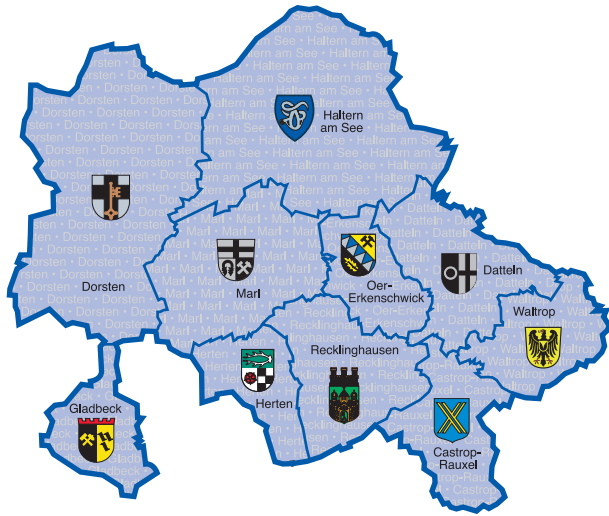 Haltern
am See
Dorsten
Marl
Oer-
Erkenschwick
Datteln
Waltrop
Recklinghausen
Herten
Gladbeck
Castrop-
Rauxel